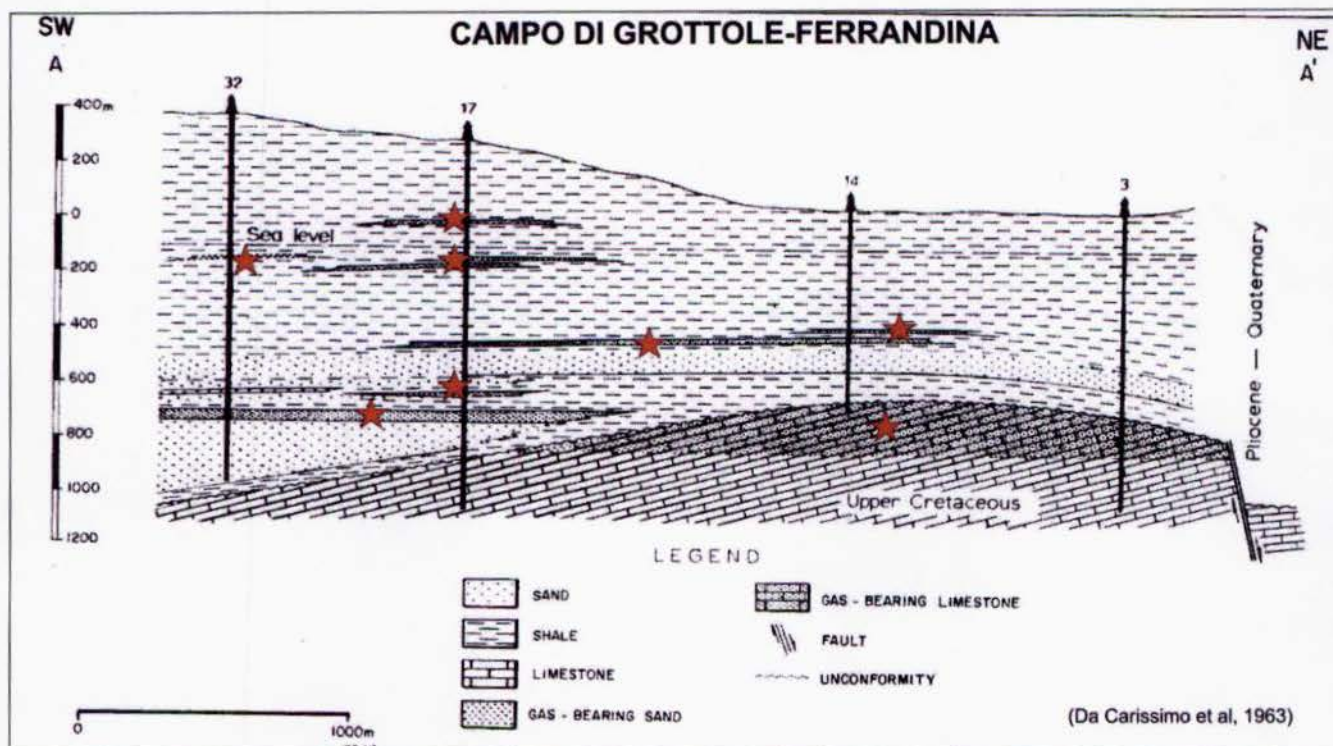 SW
CAMPO DI GROTTOLE-FERRANDINA
NE
A
A'
32
17
14
3
400m
200
0
200
400
600
800
1000
1200
Sea level
Pliocene — Quaternary
Upper Cretaceous
LEGEND
SAND
SHALE
LIMESTONE
GAS - BEARING SAND
GAS - BEARING LIMESTONE
FAULT
UNCONFORMITY
0
1000m
(Da Carissimo et al, 1963)